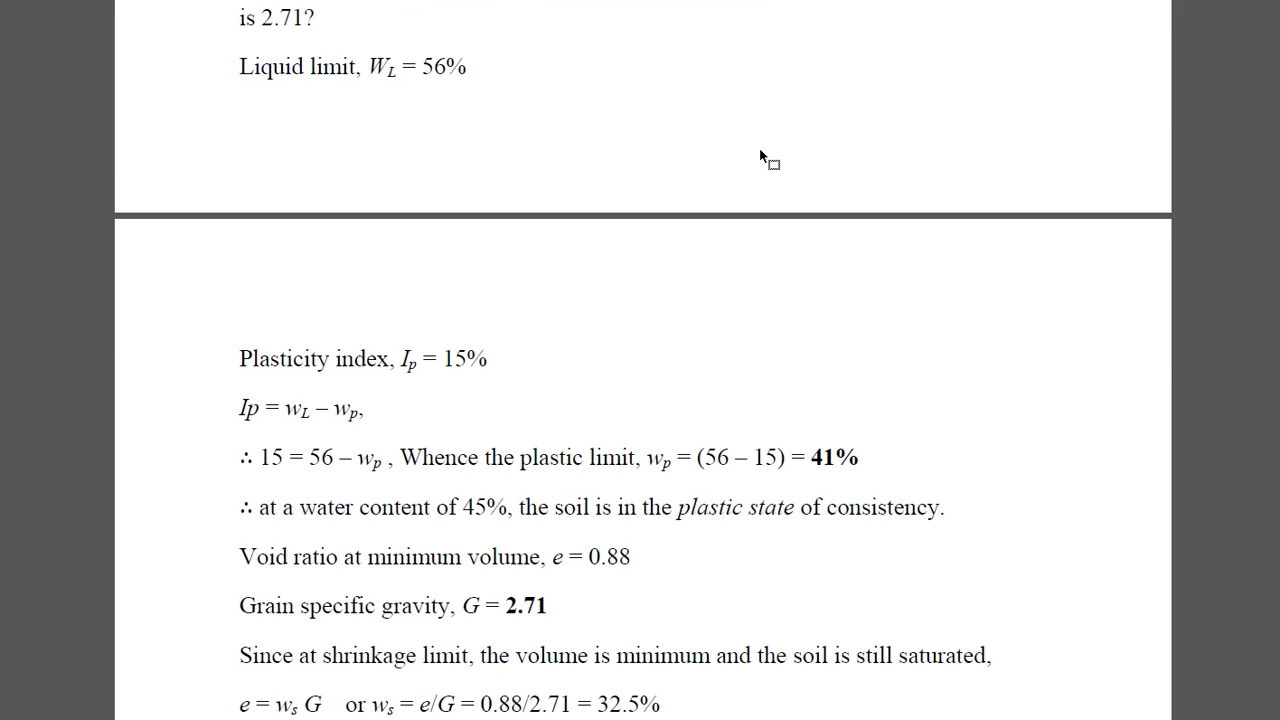 is 2.71?
Liquid limit, W_L = 56%
Plasticity index, I_p = 15%
Ip = w_L – w_p,
∴ 15 = 56 – w_p , Whence the plastic limit, w_p = (56 – 15) = 41%
∴ at a water content of 45%, the soil is in the plastic state of consistency.
Void ratio at minimum volume, e = 0.88
Grain specific gravity, G = 2.71
Since at shrinkage limit, the volume is minimum and the soil is still saturated,
e = w_s G or w_s = e/G = 0.88/2.71 = 32.5%